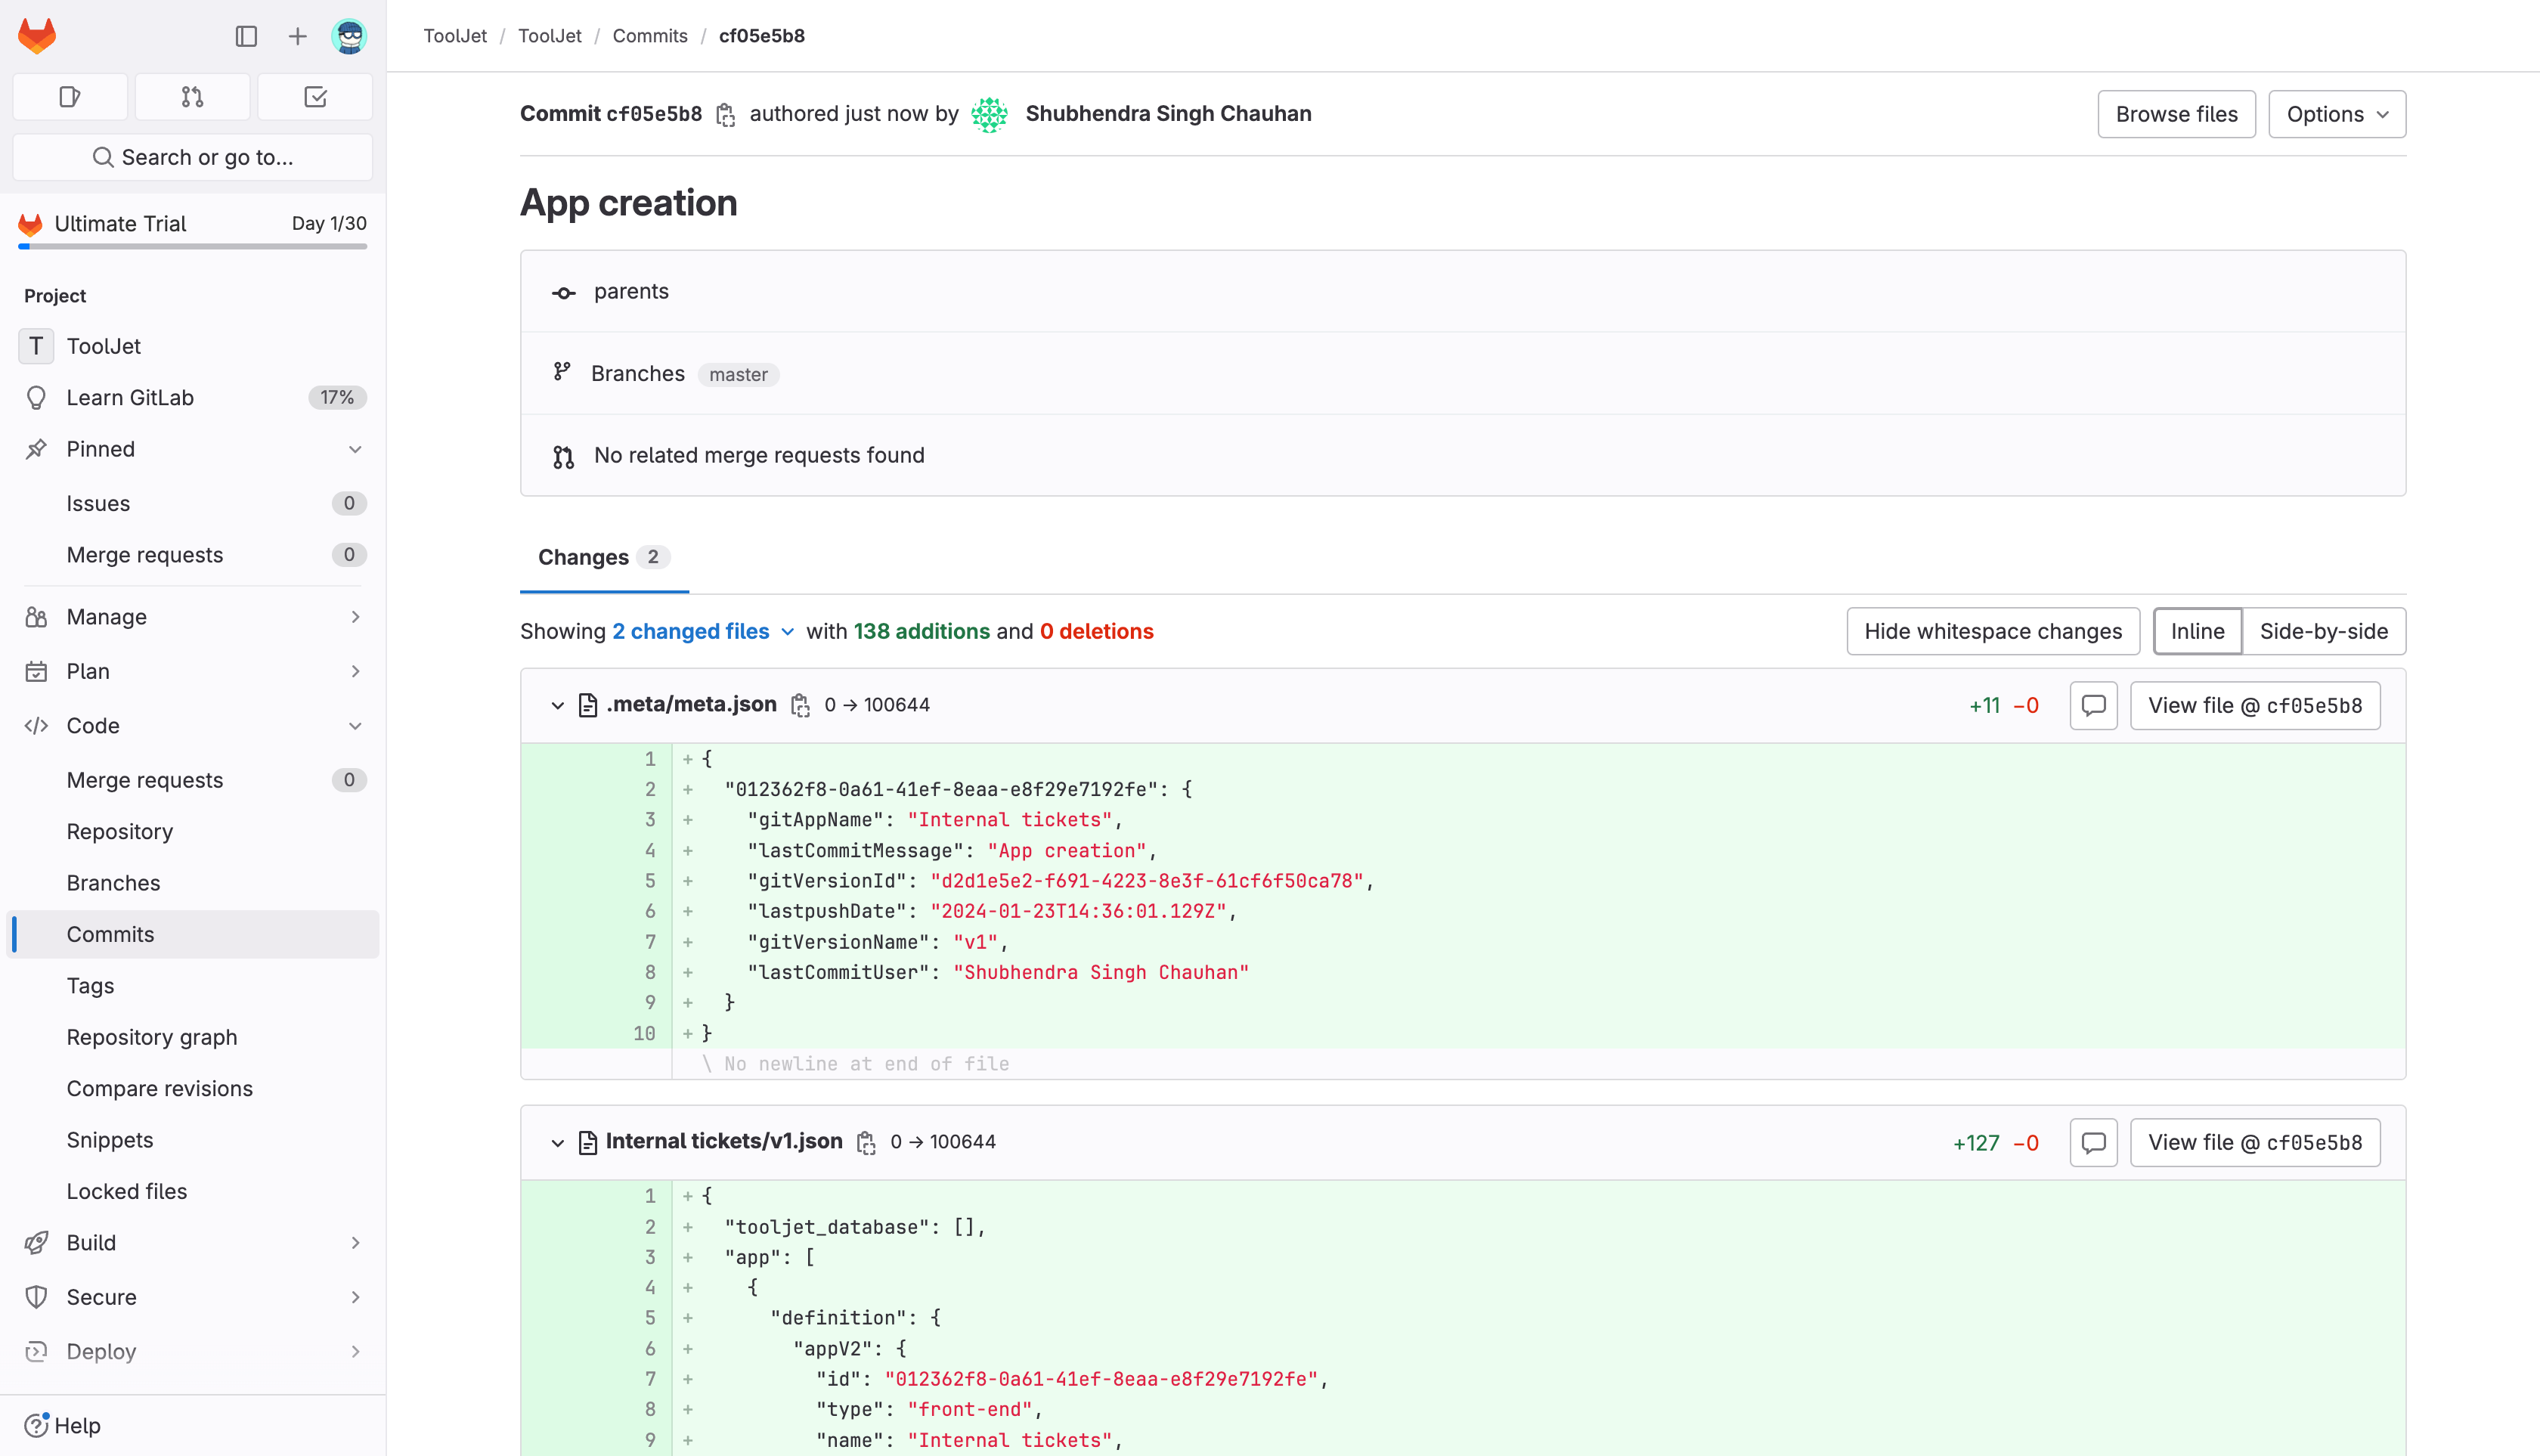 Search or go to...
Ultimate Trial Day 1/30
Project
T ToolJet
Learn GitLab 17%
Pinned
Issues 0
Merge requests 0
Manage
Plan
Code
Merge requests 0
Repository
Branches
Commits
Tags
Repository graph
Compare revisions
Snippets
Locked files
Build
Secure
Deploy
Help
ToolJet / ToolJet / Commits / cf05e5b8
Commit cf05e5b8 authored just now by Shubhendra Singh Chauhan
Browse files Options
App creation
parents
Branches master
No related merge requests found
Changes 2
Showing 2 changed files with 138 additions and 0 deletions
Hide whitespace changes Inline Side-by-side
.meta/meta.json 0 → 100644 +11 −0 View file @ cf05e5b8
1 + {
2 + "012362f8-0a61-41ef-8eaa-e8f29e7192fe": {
3 + "gitAppName": "Internal tickets",
4 + "lastCommitMessage": "App creation",
5 + "gitVersionId": "d2d1e5e2-f691-4223-8e3f-61cf6f50ca78",
6 + "lastpushDate": "2024-01-23T14:36:01.129Z",
7 + "gitVersionName": "v1",
8 + "lastCommitUser": "Shubhendra Singh Chauhan"
9 + }
10 + }
\ No newline at end of file
Internal tickets/v1.json 0 → 100644 +127 −0 View file @ cf05e5b8
1 + {
2 + "tooljet_database": [],
3 + "app": [
4 + {
5 + "definition": {
6 + "appV2": {
7 + "id": "012362f8-0a61-41ef-8eaa-e8f29e7192fe",
8 + "type": "front-end",
9 + "name": "Internal tickets",